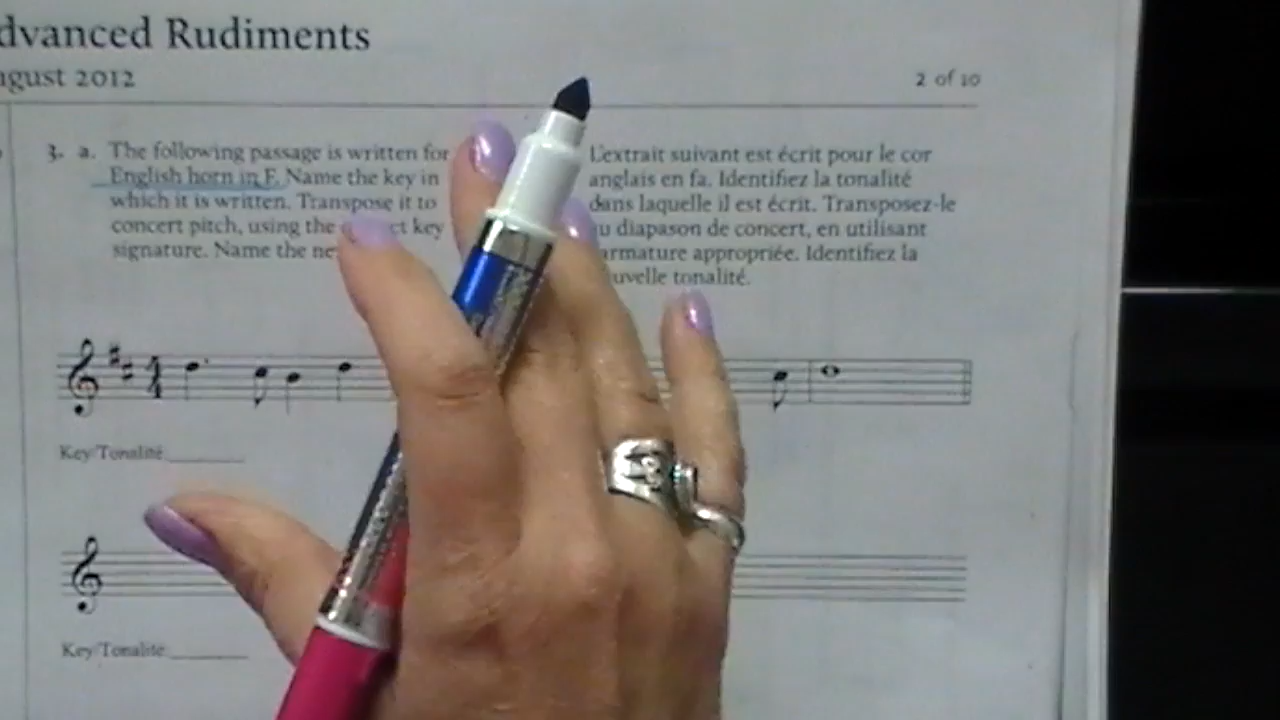 dvanced Rudiments
ugust 2012
2 of 10
3. a. The following passage is written for
English horn in F. Name the key in
which it is written. Transpose it to
concert pitch, using the key
signature. Name the
L'extrait suivant est écrit pour le cor
anglais en fa. Identifiez la tonalité
dans laquelle il est écrit. Transposez-le
u diapason de concert, en utilisant
armature appropriée. Identifiez la
uvelle tonalité.
Key/Tonalité
Key/Tonalité